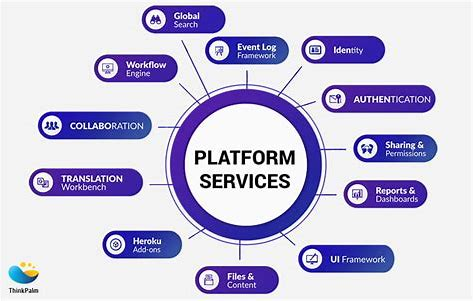 Global
Search
Event Log
Framework
Identity
Workflow
Engine
AUTHENTICATION
COLLABORATION
Sharing &
Permissions
PLATFORM
SERVICES
TRANSLATION
Workbench
Reports &
Dashboards
Heroku
Add-ons
UI Framework
Files &
Content
ThinkPalm